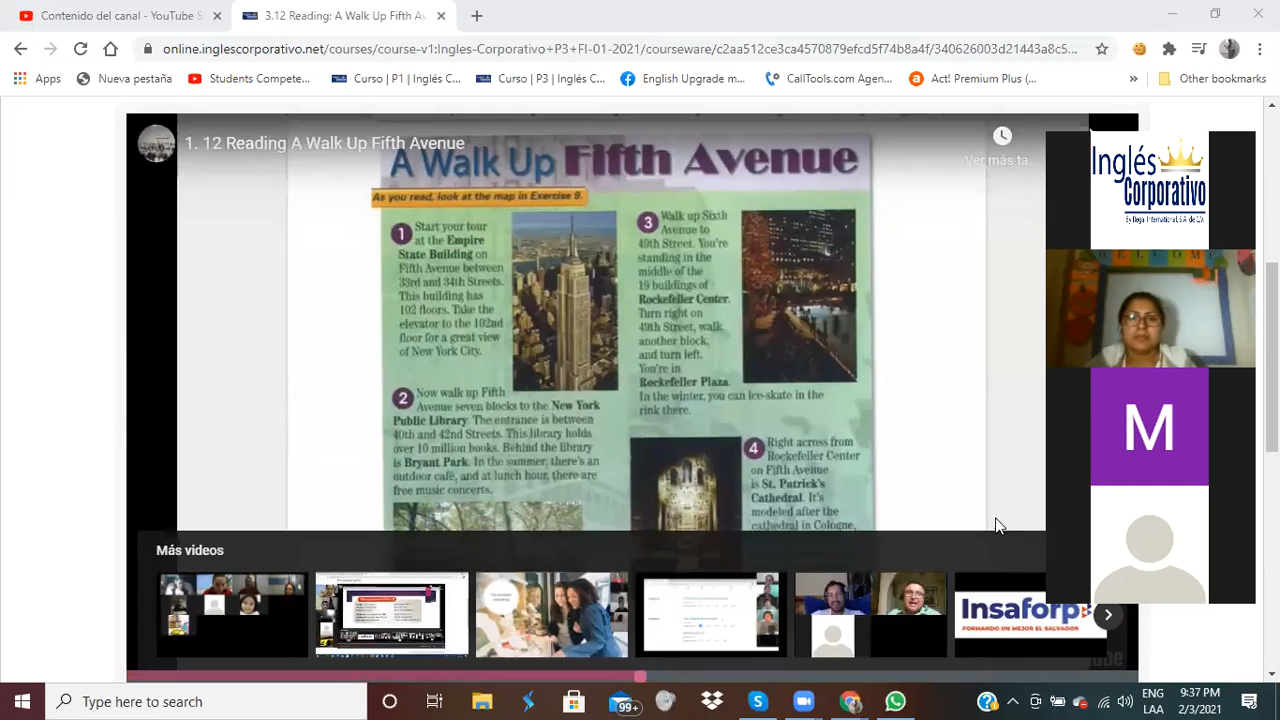 Contenido del canal - YouTube S
3.12 Reading: A Walk Up Fifth Av
online.inglescorporativo.net/courses/course-v1:Ingles-Corporativo+P3+FI-01-2021/courseware/c2aa512ce3ca4570879efcd5f74b8a4f/340626003d21443a8c5...
Apps
Nueva pestaña
Students Compete...
Curso | P1 | Inglés C...
Curso | P3 | Inglés C...
English Upgrade m...
CallTools.com Agen...
Act! Premium Plus (...
»
Other bookmarks
1. 12 Reading A Walk Up Fifth Avenue
Ver más ta...
A Walk Up Fifth Avenue
As you read, look at the map in Exercise 9.
1 Start your tour
at the Empire
State Building on
Fifth Avenue between
33rd and 34th Streets.
This building has
102 floors. Take the
elevator to the 102nd
floor for a great view
of New York City.
2 Now walk up Fifth
Avenue seven blocks to the New York
Public Library. The entrance is between
40th and 42nd Streets. This library holds
over 10 million books. Behind the library
is Bryant Park. In the summer, there's an
outdoor café, and at lunch hour, there are
free music concerts.
3 Walk up Sixth
Avenue to
49th Street. You're
standing in the
middle of the
19 buildings of
Rockefeller Center.
Turn right on
49th Street, walk
another block,
and turn left.
You're in
Rockefeller Plaza.
In the winter, you can ice-skate in the
rink there.
4 Right across from
Rockefeller Center
on Fifth Avenue
is St. Patrick's
Cathedral. It's
modeled after the
cathedral in Cologne,
Inglés
Corporativo
By Regal International, S.A. de C.V.
WELCOME
M
Más videos
Insaforp
FORMANDO UN MEJOR EL SALVADOR
Type here to search
99+
ENG
LAA
9:37 PM
2/3/2021